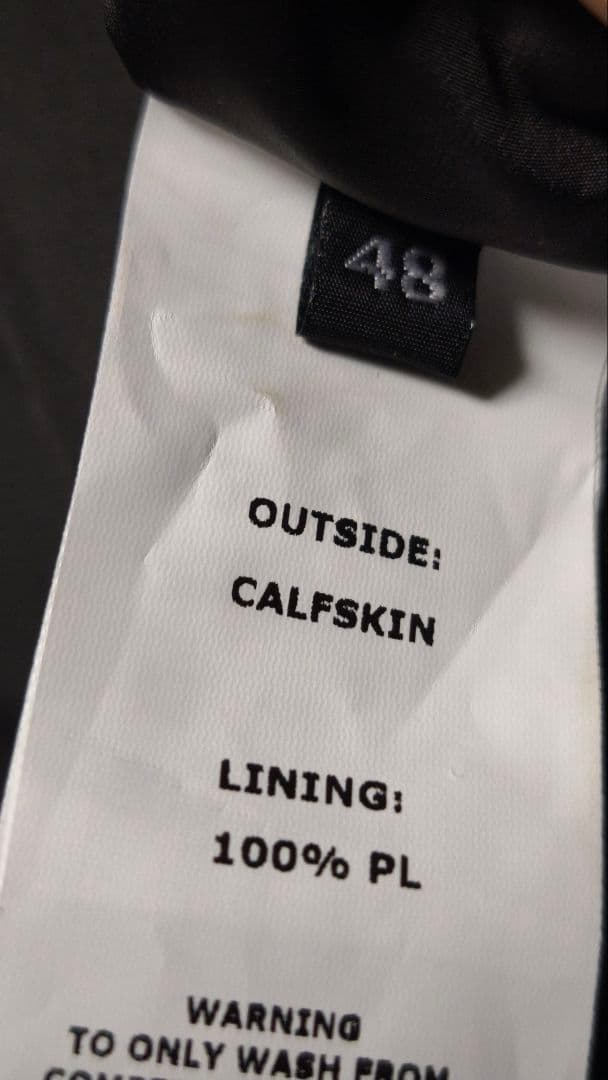 48
OUTSIDE:
CALFSKIN
LINING:
100% PL
WARNING
TO ONLY WASH FROM